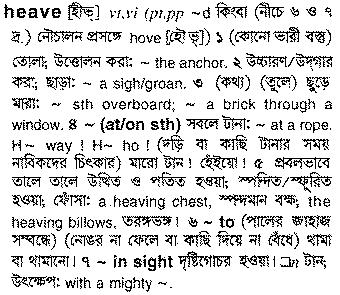 heave [হীভ্] vt,vi (pt,pp ~d কিংবা (নীচে ৬ ও ৭
দ্র.) নৌচালন প্রসঙ্গে hove [হৌভ্]) ১ (কোনো ভারী বস্তু)
তোলা; উত্তোলন করা: ~ the anchor. ২ উচ্চারণ/উদ্‌গার
করা; ছাড়া: ~ a sigh/groan. ৩ (কথ্য) (তুলে) ছুড়ে
মারা: ~ sth overboard; ~ a brick through a
window. ৪ ~ (at/on sth) সবলে টানা: ~ at a rope.
H~ way ! H~ ho ! (দড়ি বা কাছি টানার সময়
নাবিকদের চিৎকার) মারো টান ! হেঁইয়ো ! ৫ প্রবলভাবে
তালে তালে উত্থিত ও পতিত হওয়া; স্পন্দিত/স্ফুরিত
হওয়া, ফোঁসা: a heaving chest, স্পন্দমান বক্ষ; the
heaving billows, তরঙ্গভঙ্গ। ৬ ~ to (পালের জাহাজ
সম্বন্ধে) (নোঙর না ফেলে বা কাছি দিয়ে না বেঁধে) থামা
বা থামানো। ৭ ~ in sight দৃষ্টিগোচর হওয়া। □n টান;
উৎক্ষেপ: with a mighty ~.